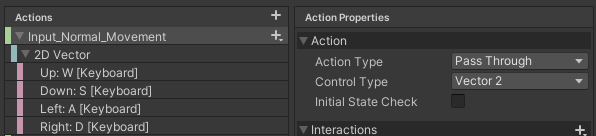 Actions +
Input_Normal_Movement +
2D Vector
Up: W [Keyboard]
Down: S [Keyboard]
Left: A [Keyboard]
Right: D [Keyboard]
Action Properties
Action
Action Type Pass Through
Control Type Vector 2
Initial State Check
Interactions +